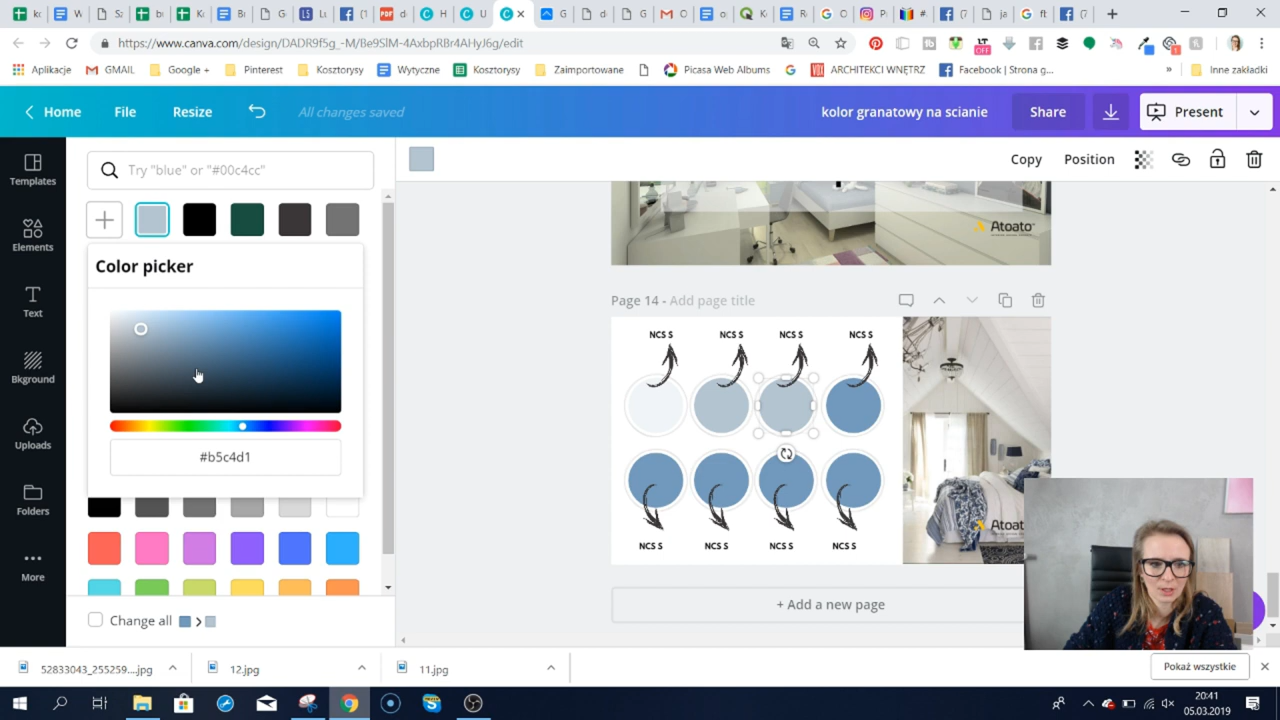 https://www.canva.com/design/DADR9f5g_-M/Be9SlM-4AxbpRBr4AHyJ6g/edit
Aplikacje
GMAIL
Google +
Pinterest
Kosztorysy
Wytyczne
Kosztorysy
Zaimportowane
Picasa Web Albums
ARCHITEKCI WNĘTRZ
Facebook | Strona g...
»
Inne zakładki
Home
File
Resize
All changes saved
kolor granatowy na scianie
Share
Present
Templates
Elements
Text
Bkground
Uploads
Folders
More
Try "blue" or "#00c4cc"
Color picker
#b5c4d1
Change all
Copy
Position
Atoato
Page 14 - Add page title
NCS S
NCS S
NCS S
NCS S
NCS S
NCS S
NCS S
NCS S
Atoato
+ Add a new page
52833043_255259....jpg
12.jpg
11.jpg
Pokaż wszystkie
20:41
05.03.2019